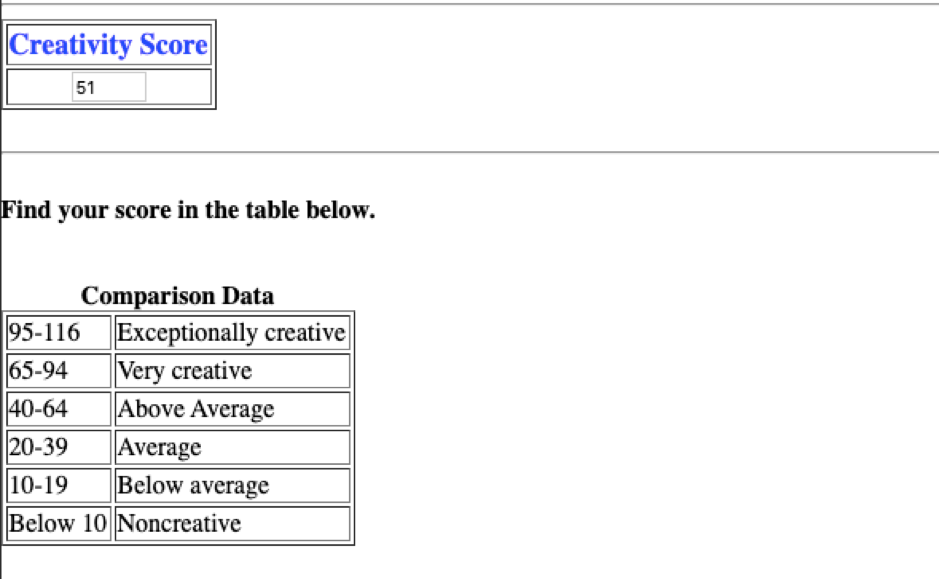 Creativity Score
51
Find your score in the table below.
Comparison Data
95-116 Exceptionally creative
65-94 Very creative
40-64 Above Average
20-39 Average
10-19 Below average
Below 10 Noncreative